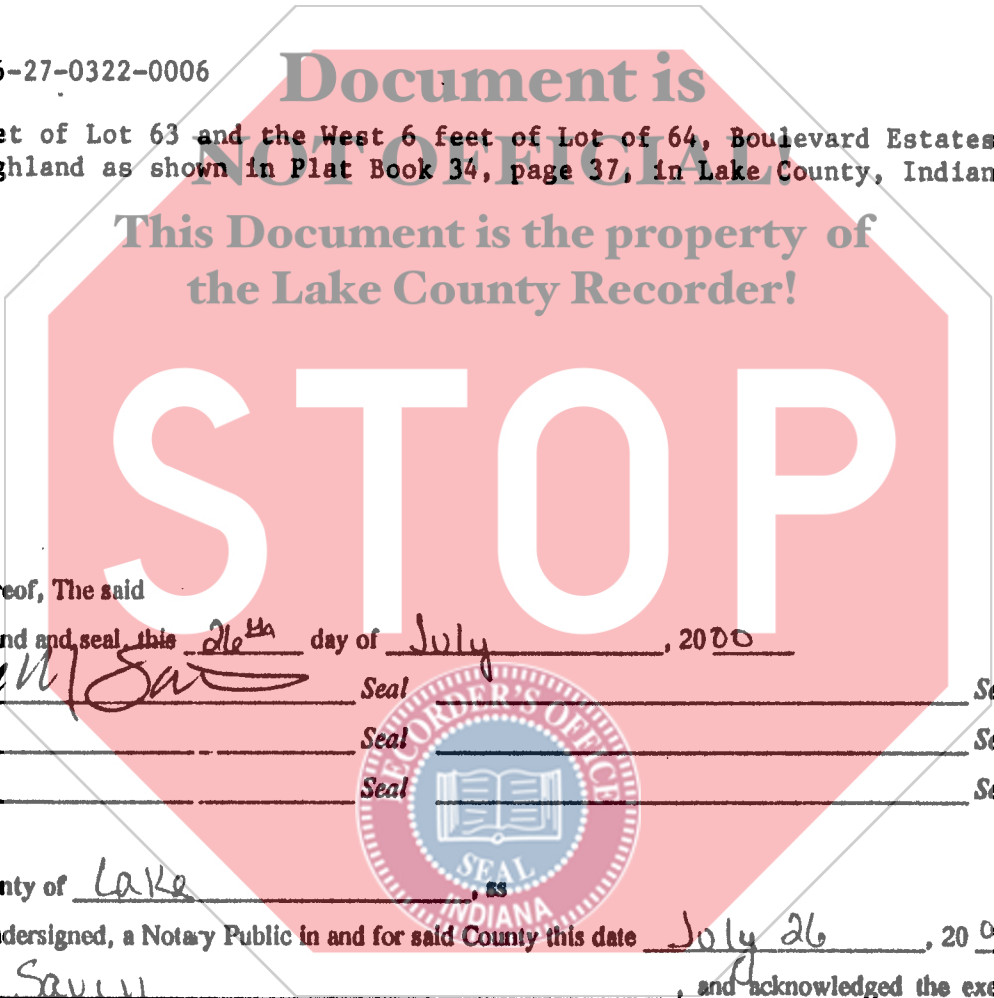 6-27-0322-0006
Document is
et of Lot 63 and the West 6 feet of Lot of 64, Boulevard Estates
NOT OFFICIAL!
ghland as shown in Plat Book 34, page 37, in Lake County, Indian
This Document is the property of
the Lake County Recorder!
STOP
eof, The said
nd and seal, this 26th day of July, 2000
Seal Se
Seal Se
Seal Se
RECORDER'S OFFICE
SEAL
INDIANA
nty of Lake, ss
ndersigned, a Notary Public in and for said County this date July 26, 20 0
, and acknowledged the exe